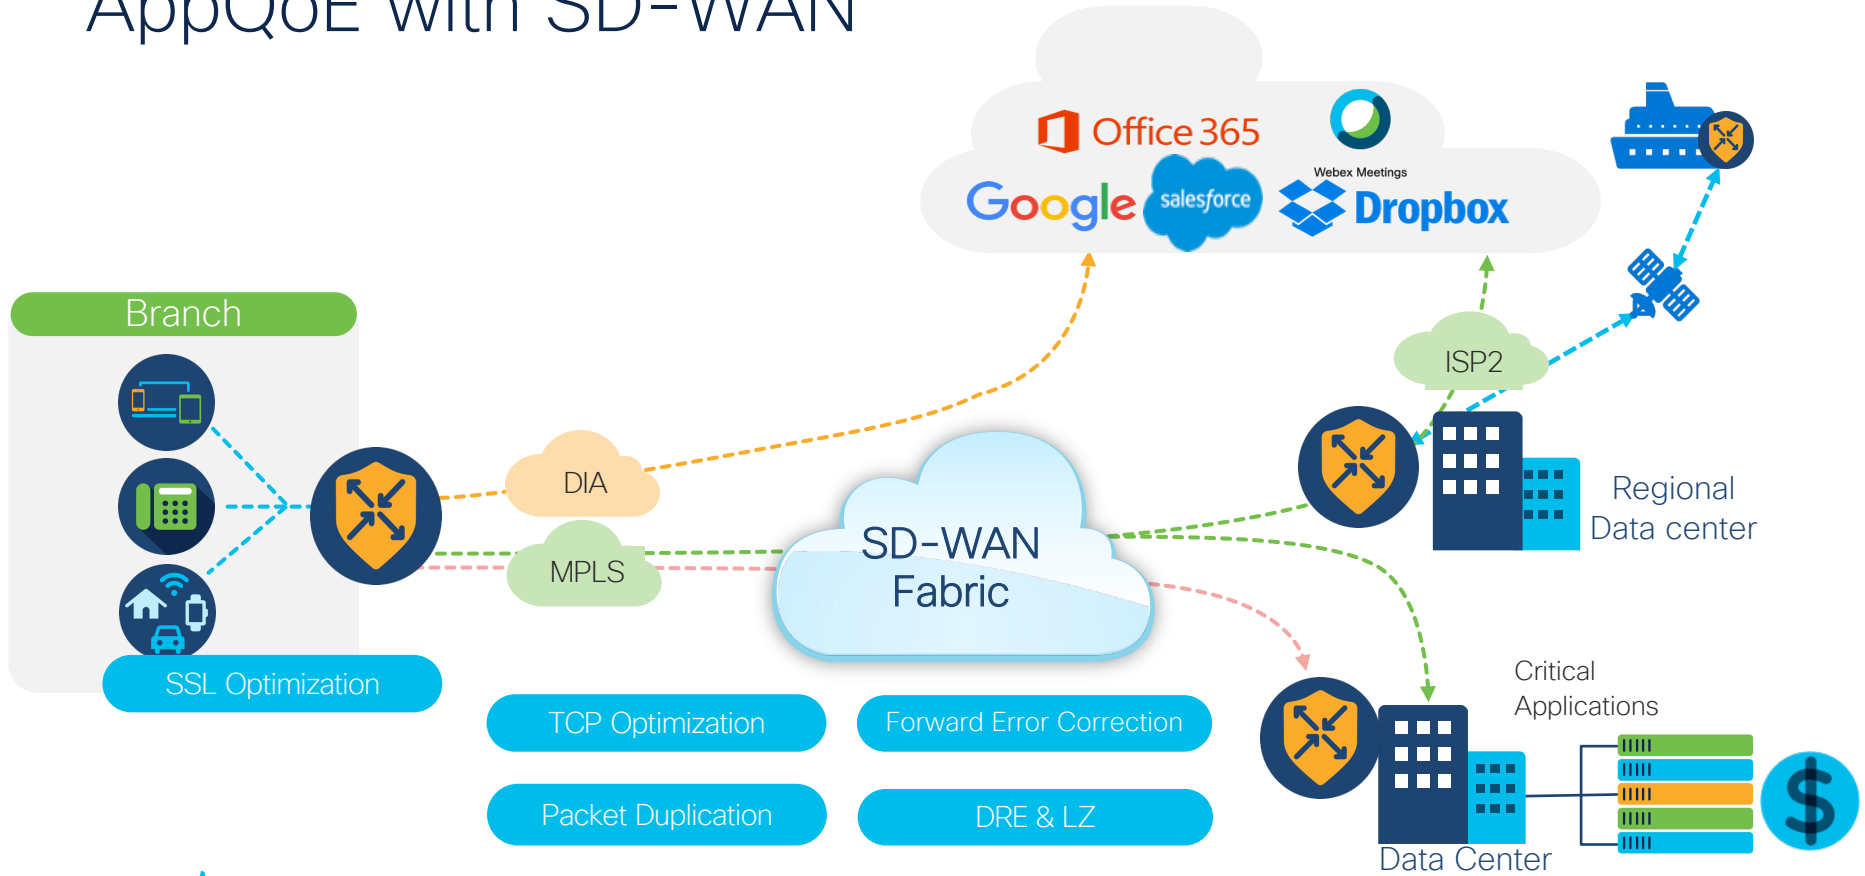 AppQoE with SD-WAN
Office 365
Webex Meetings
Google
salesforce
Dropbox
Branch
ISP2
DIA
MPLS
SD-WAN
Fabric
Regional
Data center
SSL Optimization
TCP Optimization
Forward Error Correction
Packet Duplication
DRE & LZ
Critical
Applications
$
Data Center